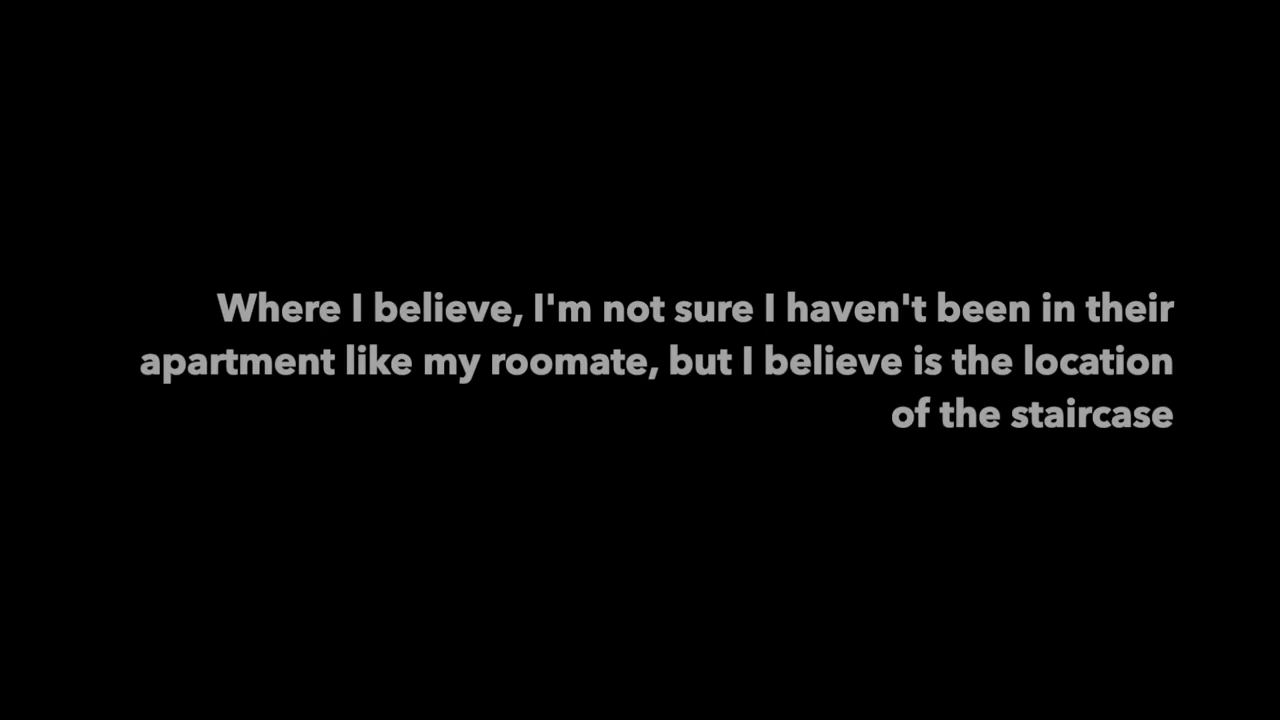 Where I believe, I'm not sure I haven't been in their
apartment like my roomate, but I believe is the location
of the staircase